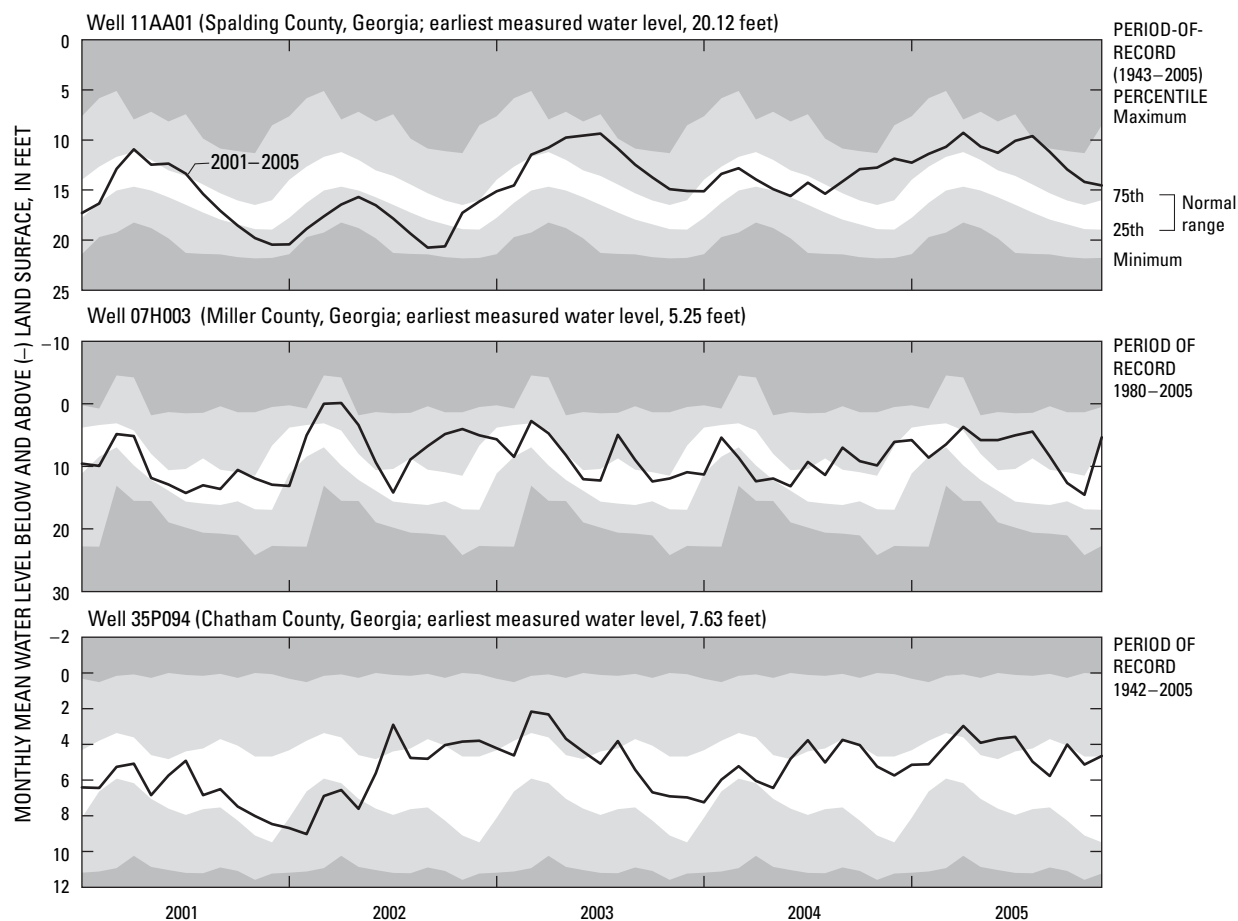 Well 11AA01 (Spalding County, Georgia; earliest measured water level, 20.12 feet)
0
5
10
15
20
25
2001–2005
PERIOD-OF-
RECORD
(1943–2005)
PERCENTILE
Maximum
75th
25th
Normal
range
Minimum
MONTHLY MEAN WATER LEVEL BELOW AND ABOVE (–) LAND SURFACE, IN FEET
Well 07H003 (Miller County, Georgia; earliest measured water level, 5.25 feet)
–10
0
10
20
30
PERIOD OF
RECORD
1980–2005
Well 35P094 (Chatham County, Georgia; earliest measured water level, 7.63 feet)
–2
0
2
4
6
8
10
12
PERIOD OF
RECORD
1942–2005
2001 2002 2003 2004 2005